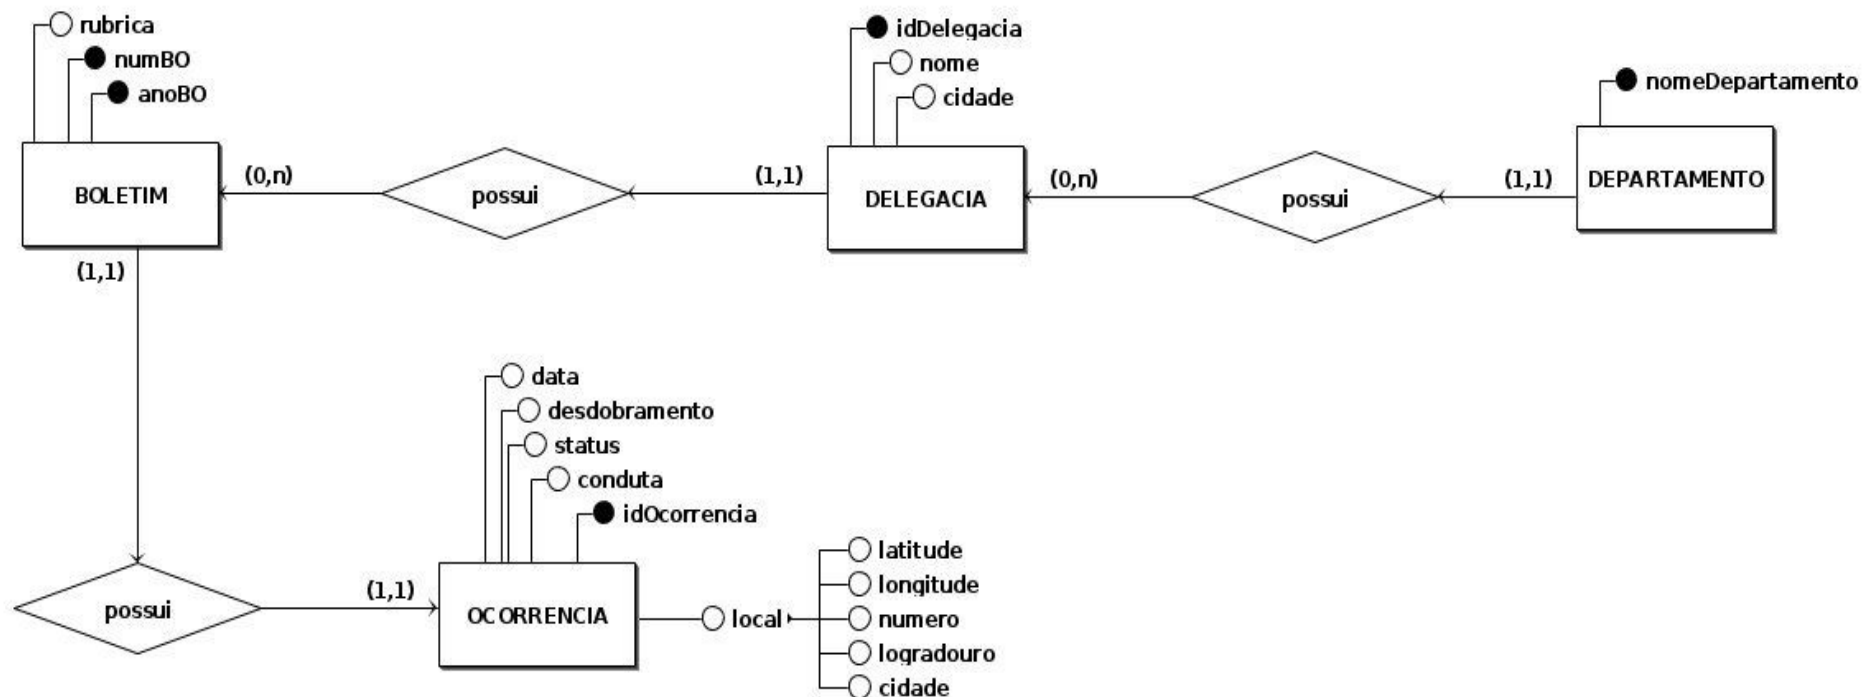 rubrica
numBO
anoBO
BOLETIM
(0,n)
possui
(1,1)
idDelegacia
nome
cidade
DELEGACIA
(0,n)
possui
(1,1)
nomeDepartamento
DEPARTAMENTO
(1,1)
possui
(1,1)
data
desdobramento
status
conduta
idOcorrencia
OCORRENCIA
local
latitude
longitude
numero
logradouro
cidade